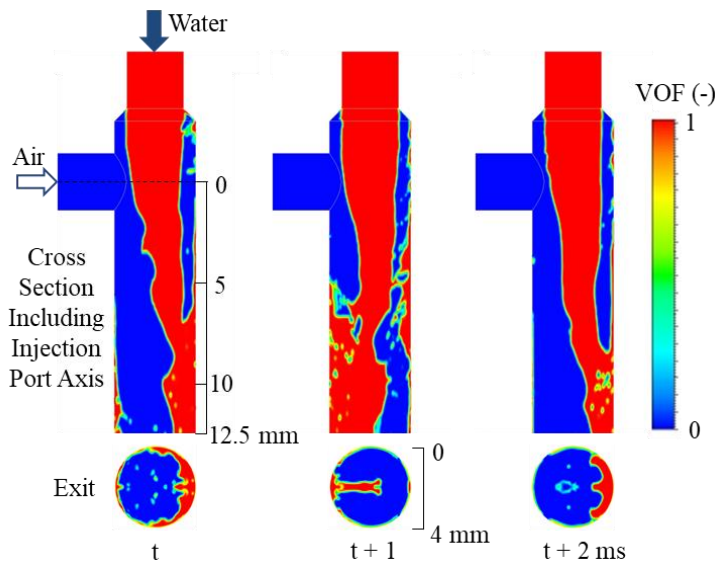 Water
VOF (-)
1
Air
0
Cross
Section
Including
Injection
Port Axis
5
10
12.5 mm
0
Exit
0
4 mm
t
t + 1
t + 2 ms